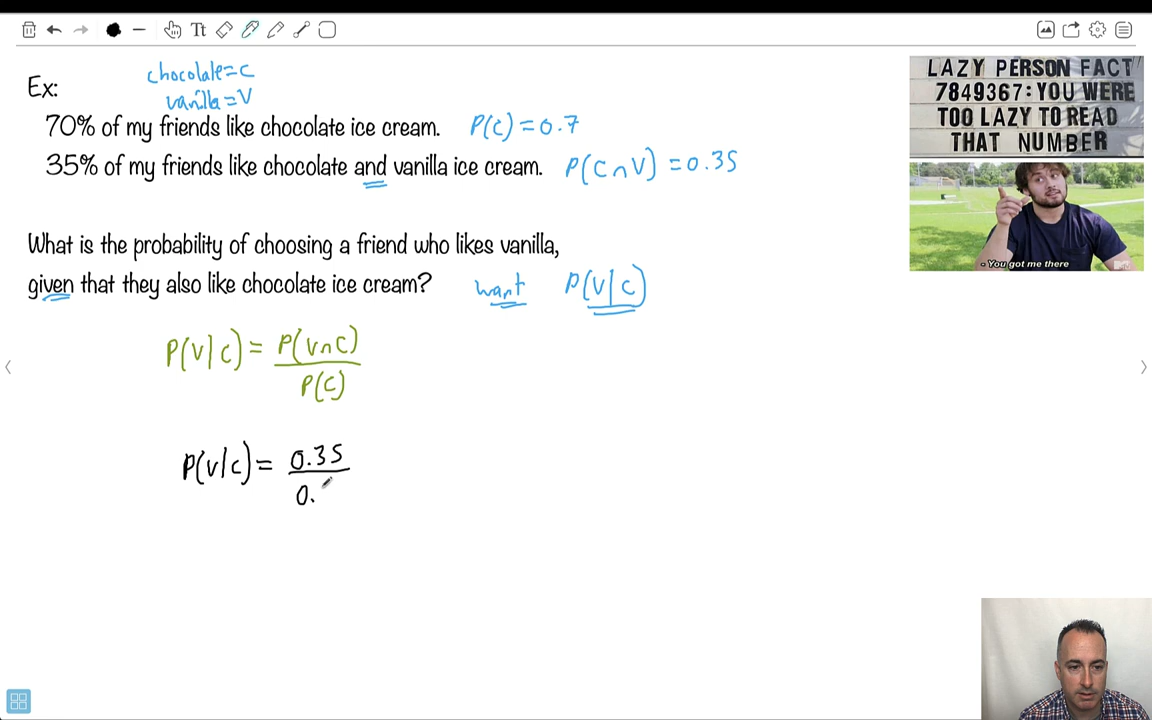 Tt
LAZY PERSON FACT
7849367: YOU WERE
TOO LAZY TO READ
THAT NUMBER
- You got me there
Ex:
chocolate = C
vanilla = V
70% of my friends like chocolate ice cream. P(C) = 0.7
35% of my friends like chocolate and vanilla ice cream. P(C ∩ V) = 0.35
What is the probability of choosing a friend who likes vanilla,
given that they also like chocolate ice cream? want P(V|C)
P(V|C) = P(V∩C)
P(C)
P(V|C) = 0.35
0.